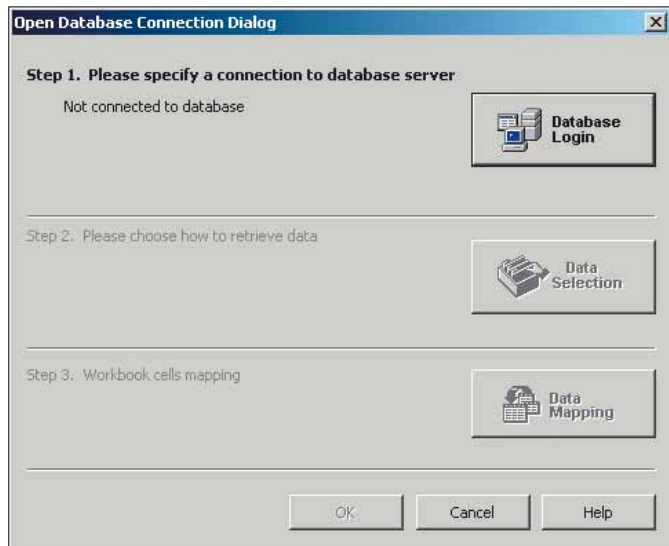 Open Database Connection Dialog
Step 1. Please specify a connection to database server
Not connected to database
Database
Login
Step 2. Please choose how to retrieve data
Data
Selection
Step 3. Workbook cells mapping
Data
Mapping
OK
Cancel
Help